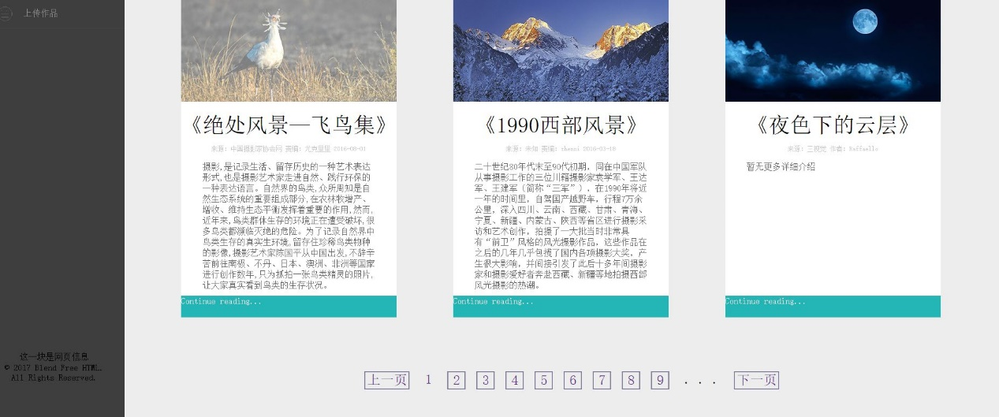 上传作品
《绝处风景—飞鸟集》
来源：中国摄影家协会网 责编：尤克里里 2016-08-01
摄影,是记录生活、留存历史的一种艺术表达
形式,也是摄影艺术家走进自然、践行环保的
一种表达语言。自然界的鸟类,众所周知是自
然生态系统的重要组成部分,在农林牧增产、
增收、维持生态平衡发挥着重要的作用,然而,
近年来,鸟类群体生存的环境正在遭受破坏,很
多鸟类都濒临灭绝的危险。为了记录自然界中
鸟类生存的真实生环境,留存住珍稀鸟类物种
的影像,摄影艺术家陈国平从中国出发,不辞辛
苦前往南极、不丹、日本、澳洲、非洲等国家
进行创作数年,只为抓拍一张鸟类精灵的照片,
让大家真实看到鸟类的生存状况。
Continue reading...
《1990西部风景》
来源：未知 责编：zhensi 2016-03-18
二十世纪80年代末至90代初期，同在中国军队
从事摄影工作的三位川籍摄影家袁学军、王达
军、王建军（简称“三军”），在1990年将近
一年的时间里，自驾国产越野车，行程7万余
公里，深入四川、云南、西藏、甘肃、青海、
宁夏、新疆、内蒙古、陕西等省区进行摄影采
访和艺术创作，拍摄了一大批当时非常具
有“前卫”风格的风光摄影作品，这些作品在
之后的几年几乎包揽了国内各项摄影大奖，产
生很大影响，并间接引发了此后十多年间摄影
家和摄影爱好者奔赴西藏、新疆等地拍摄西部
风光摄影的热潮。
Continue reading...
《夜色下的云层》
来源：三视觉 作者：Raffaello
暂无更多详细介绍
Continue reading...
这一块是网页信息
© 2017 Blend Free HTML.
All Rights Reserved.
上一页 1 2 3 4 5 6 7 8 9 . . . 下一页